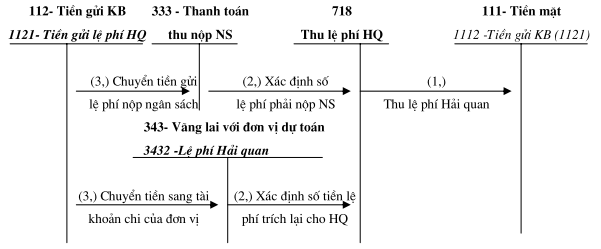 112- Tiền gửi KB
1121- Tiền gửi lệ phí HQ
333 - Thanh toán
thu nộp NS
718
Thu lệ phí HQ
111- Tiền mặt
1112 -Tiền gửi KB (1121)
(3,) Chuyển tiền gửi
lệ phí nộp ngân sách
(2,) Xác định số
lệ phí phải nộp NS
(1,)
Thu lệ phí Hải quan
343- Vãng lai với đơn vị dự toán
3432 -Lệ phí Hải quan
(3,) Chuyển tiền sang tài
khoản chi của đơn vị
(2,) Xác định số tiền lệ
phí trích lại cho HQ